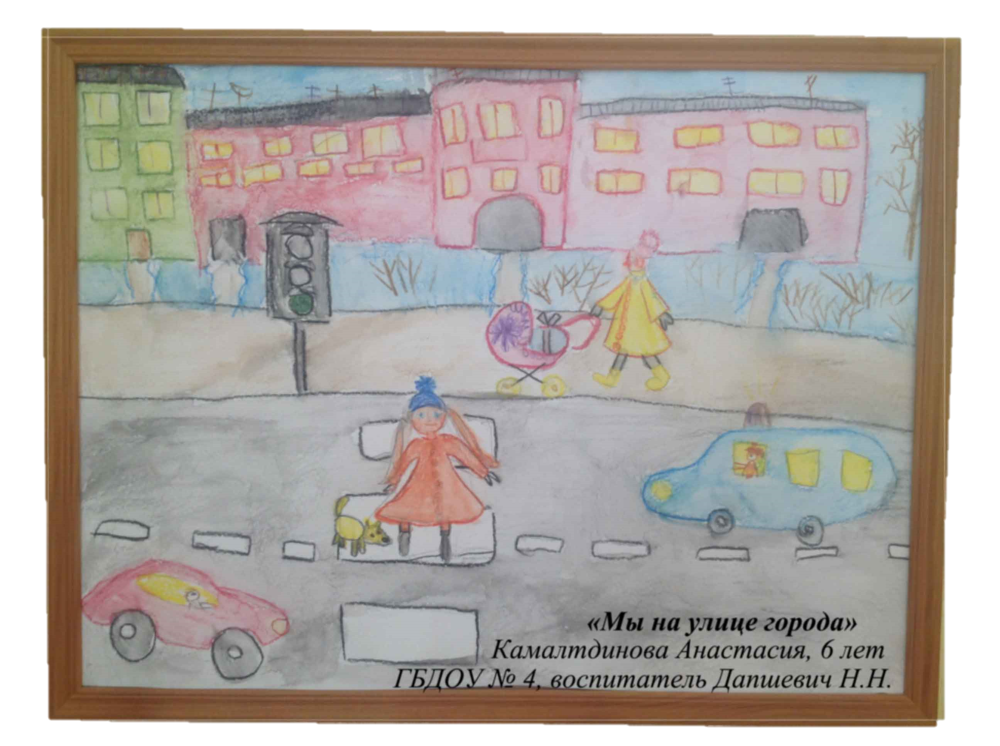 «Мы на улице города»
Камалтдинова Анастасия, 6 лет
ГБДОУ № 4, воспитатель Дапшевич Н.Н.